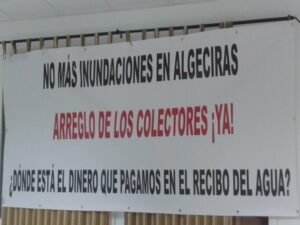 NO MÁS INUNDACIONES EN ALGECIRAS
ARREGLO DE LOS COLECTORES ¡YA!
¿DÓNDE ESTÁ EL DINERO QUE PAGAMOS EN EL RECIBO DEL AGUA?